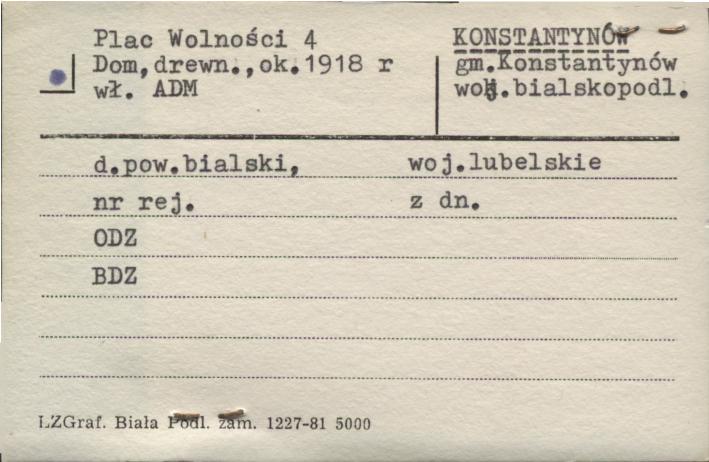 Plac Wolności 4
Dom,drewn.,ok.1918 r
wł. ADM
KONSTANTYNÓW
gm.Konstantynów
woj.bialskopodl.
d.pow.bialski, woj.lubelskie
nr rej. z dn.
ODZ
BDZ
LZGraf. Biała Podl. zam. 1227-81 5000